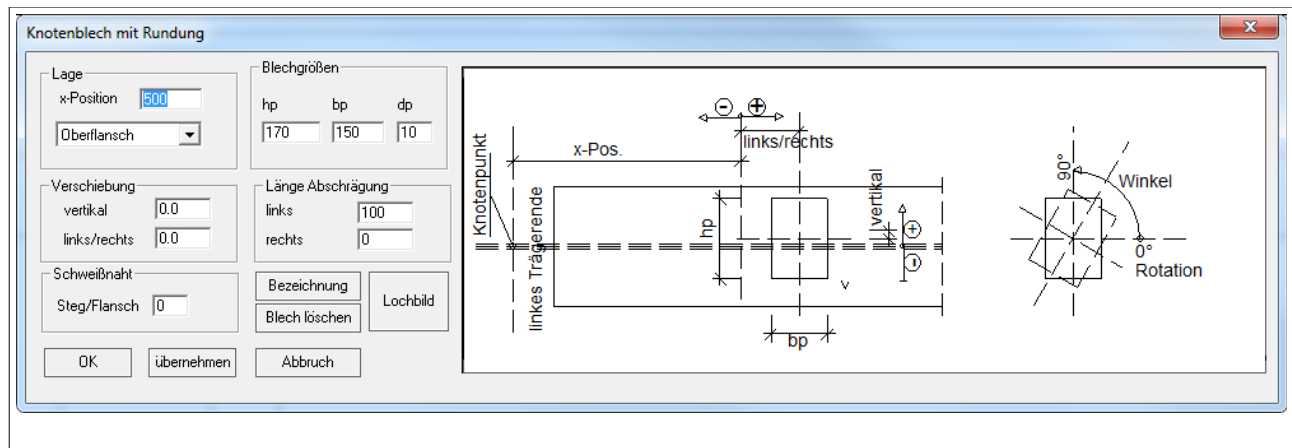 Knotenblech mit Rundung
x
Lage
x-Position 500
Oberflansch
Blechgrößen
hp bp dp
170 150 10
Verschiebung
vertikal 0.0
links/rechts 0.0
Länge Abschrägung
links 100
rechts 0
Schweißnaht
Steg/Flansch 0
Bezeichnung
Blech löschen
Lochbild
OK
übernehmen
Abbruch
- +
links/rechts
x-Pos.
Knotenpunkt
linkes Trägerende
hp
vertikal
+
-
v
bp
90°
Winkel
0°
Rotation